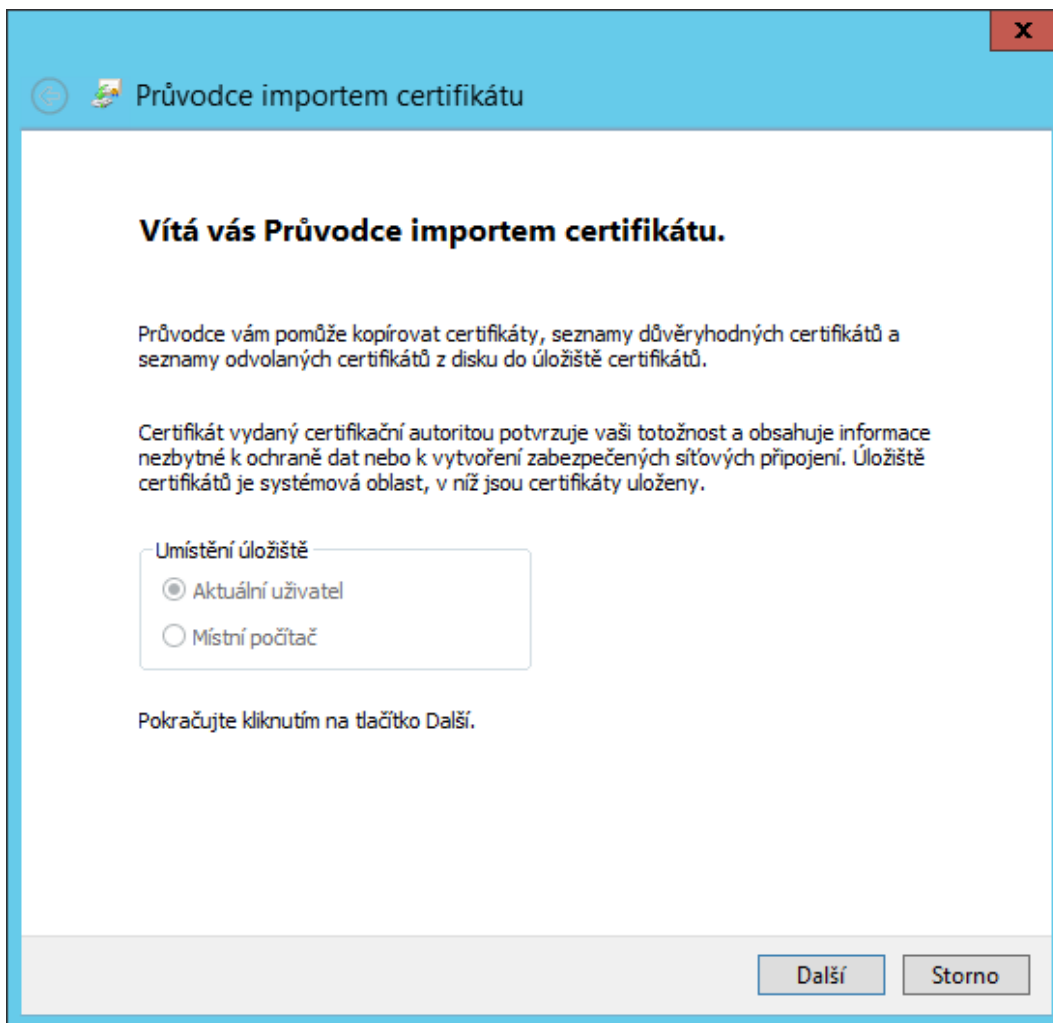 Průvodce importem certifikátu
Vítá vás Průvodce importem certifikátu.
Průvodce vám pomůže kopírovat certifikáty, seznamy důvěryhodných certifikátů a
seznamy odvolaných certifikátů z disku do úložiště certifikátů.
Certifikát vydaný certifikační autoritou potvrzuje vaši totožnost a obsahuje informace
nezbytné k ochraně dat nebo k vytvoření zabezpečených síťových připojení. Úložiště
certifikátů je systémová oblast, v níž jsou certifikáty uloženy.
Umístění úložiště
Aktuální uživatel
Místní počítač
Pokračujte kliknutím na tlačítko Další.
Další
Storno